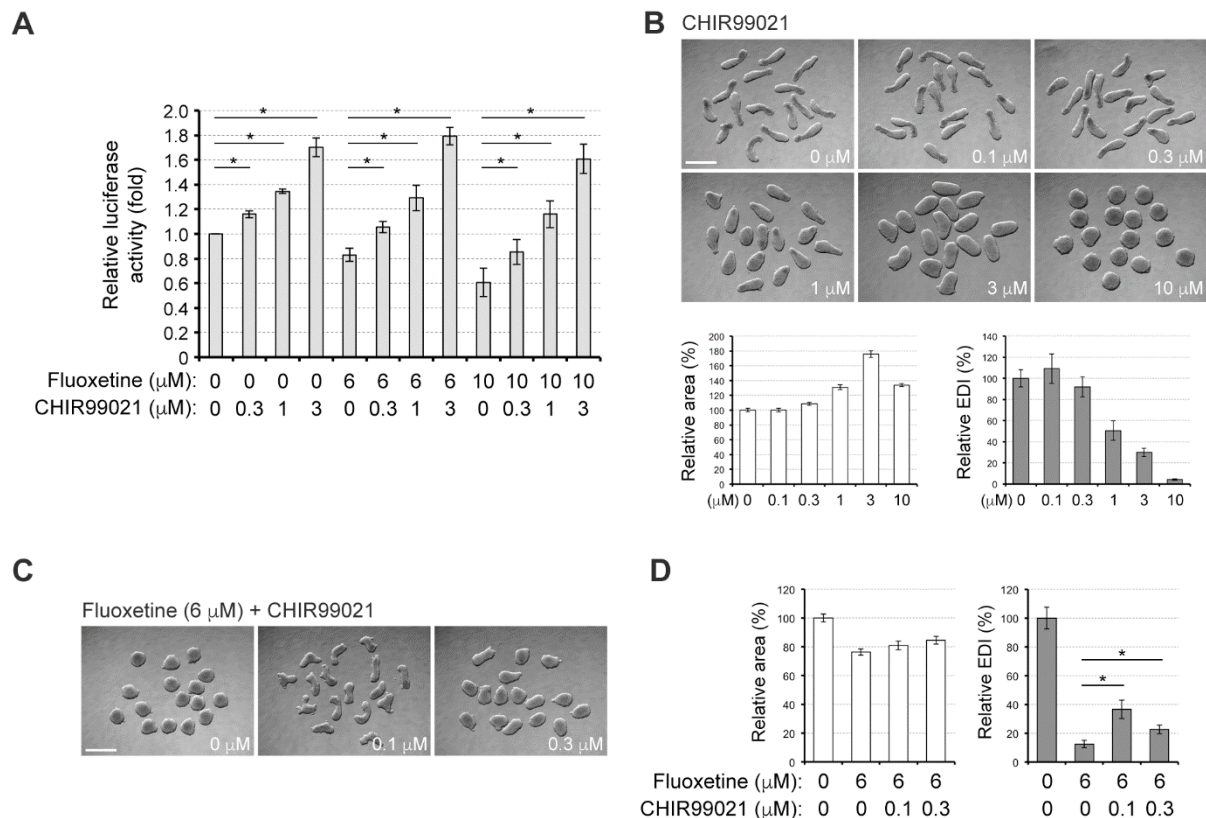 A
Relative luciferase
activity (fold)
2.0
1.8
1.6
1.4
1.2
1.0
0.8
0.6
0.4
0.2
0
* * *
* * *
* * *
Fluoxetine (μM): 0 0 0 0 6 6 6 6 10 10 10 10
CHIR99021 (μM): 0 0.3 1 3 0 0.3 1 3 0 0.3 1 3
B
CHIR99021
0 μM 0.1 μM 0.3 μM
1 μM 3 μM 10 μM
Relative area (%)
200
180
160
140
120
100
80
60
40
20
0
(μM) 0 0.1 0.3 1 3 10
Relative EDI (%)
140
120
100
80
60
40
20
0
(μM) 0 0.1 0.3 1 3 10
C
Fluoxetine (6 μM) + CHIR99021
0 μM 0.1 μM 0.3 μM
D
Relative area (%)
120
100
80
60
40
20
0
Fluoxetine (μM): 0 6 6 6
CHIR99021 (μM): 0 0 0.1 0.3
Relative EDI (%)
120
100
80
60
40
20
0
*
*
0 6 6 6
0 0 0.1 0.3